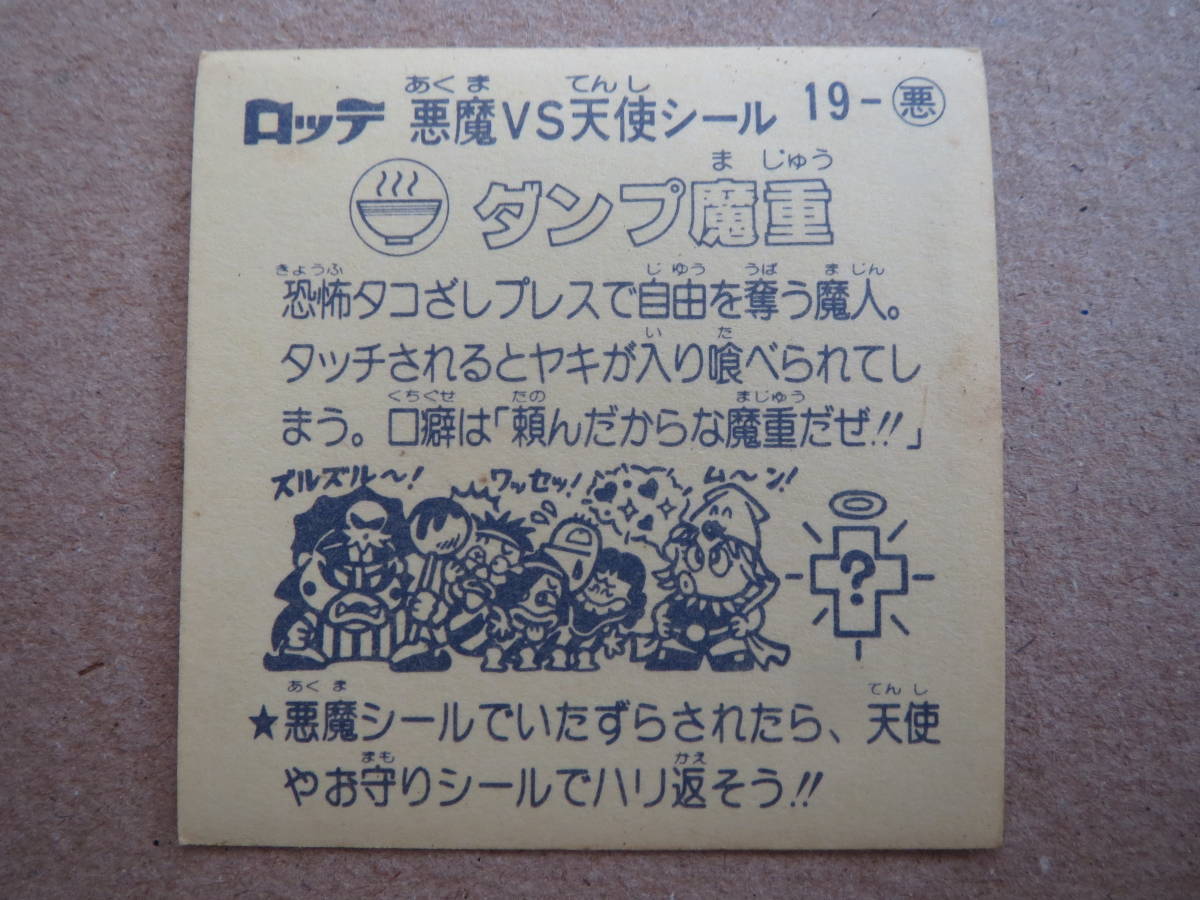 ロッテ 悪魔VS天使シール 19-悪
あくま てんし
ダンプ魔重
まじゅう
恐怖タコざしプレスで自由を奪う魔人。
きょうふ じゆう うば まじん
タッチされるとヤキが入り喰べられてし
い た
まう。口癖は「頼んだからな魔重だぜ!!」
くちぐせ たの まじゅう
ズルズル〜! ワッセッ! ム〜ン!
?
★悪魔シールでいたずらされたら、天使
あくま てんし
やお守りシールでハリ返そう!!
まも かえ